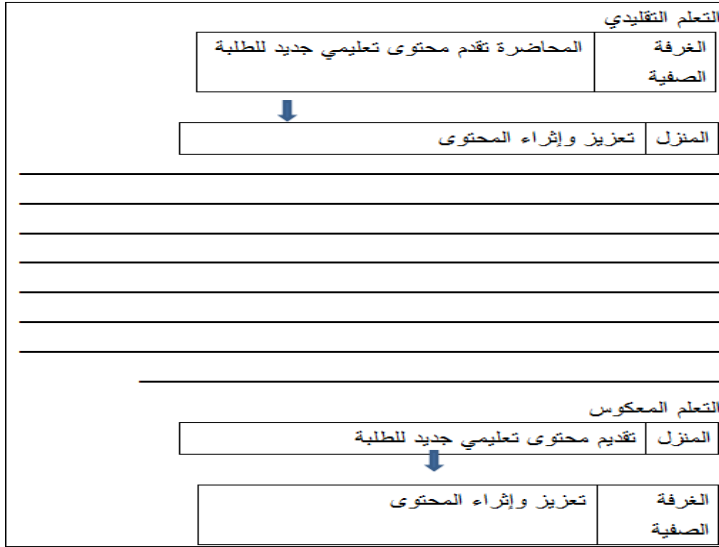 التعلم التقليدي
الغرفة الصفية
المحاضرة تقدم محتوى تعليمي جديد للطلبة
المنزل
تعزيز وإثراء المحتوى
التعلم المعكوس
المنزل
تقديم محتوى تعليمي جديد للطلبة
الغرفة الصفية
تعزيز وإثراء المحتوى